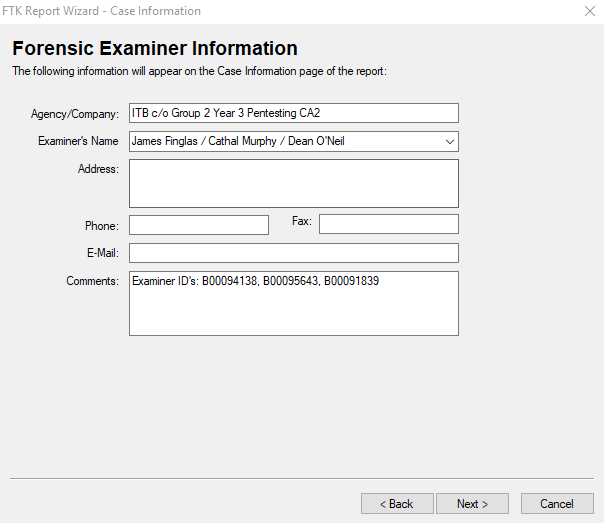 FTK Report Wizard - Case Information
Forensic Examiner Information
The following information will appear on the Case Information page of the report:
Agency/Company: ITB c/o Group 2 Year 3 Pentesting CA2
Examiner's Name James Finglas / Cathal Murphy / Dean O'Neil
Address:
Phone: Fax:
E-Mail:
Comments: Examiner ID's: B00094138, B00095643, B00091839
< Back Next > Cancel